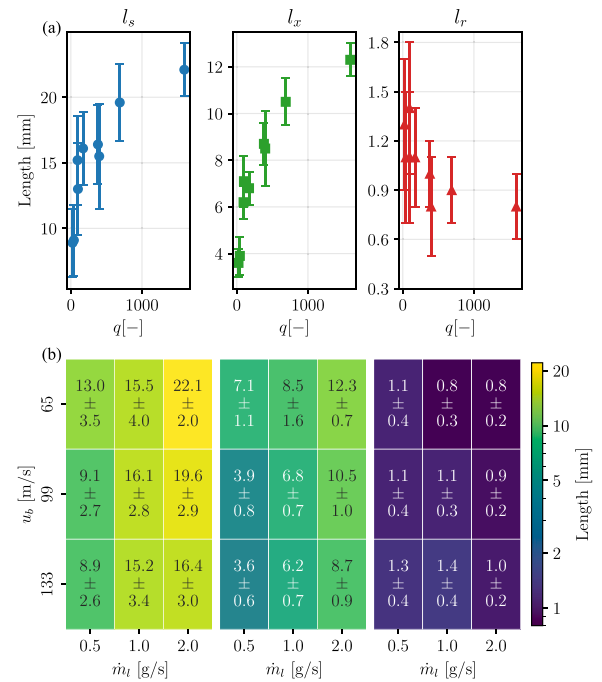 (a)
l_s l_x l_r
Length [mm]
20
15
10
12
10
8
6
4
1.8
1.5
1.2
0.9
0.6
0.3
0 1000 0 1000 0 1000
q[−] q[−] q[−]
(b)
13.0 15.5 22.1 7.1 8.5 12.3 1.1 0.8 0.8
± ± ± ± ± ± ± ± ±
3.5 4.0 2.0 1.1 1.6 0.7 0.4 0.3 0.2
9.1 16.1 19.6 3.9 6.8 10.5 1.1 1.1 0.9
± ± ± ± ± ± ± ± ±
2.7 2.8 2.9 0.8 0.7 1.0 0.4 0.3 0.2
8.9 15.2 16.4 3.6 6.2 8.7 1.3 1.4 1.0
± ± ± ± ± ± ± ± ±
2.6 3.4 3.0 0.6 0.7 0.9 0.4 0.4 0.2
65
99
133
u_b [m/s]
0.5 1.0 2.0 0.5 1.0 2.0 0.5 1.0 2.0
ṁ_l [g/s] ṁ_l [g/s] ṁ_l [g/s]
20
10
5
2
1
Length [mm]